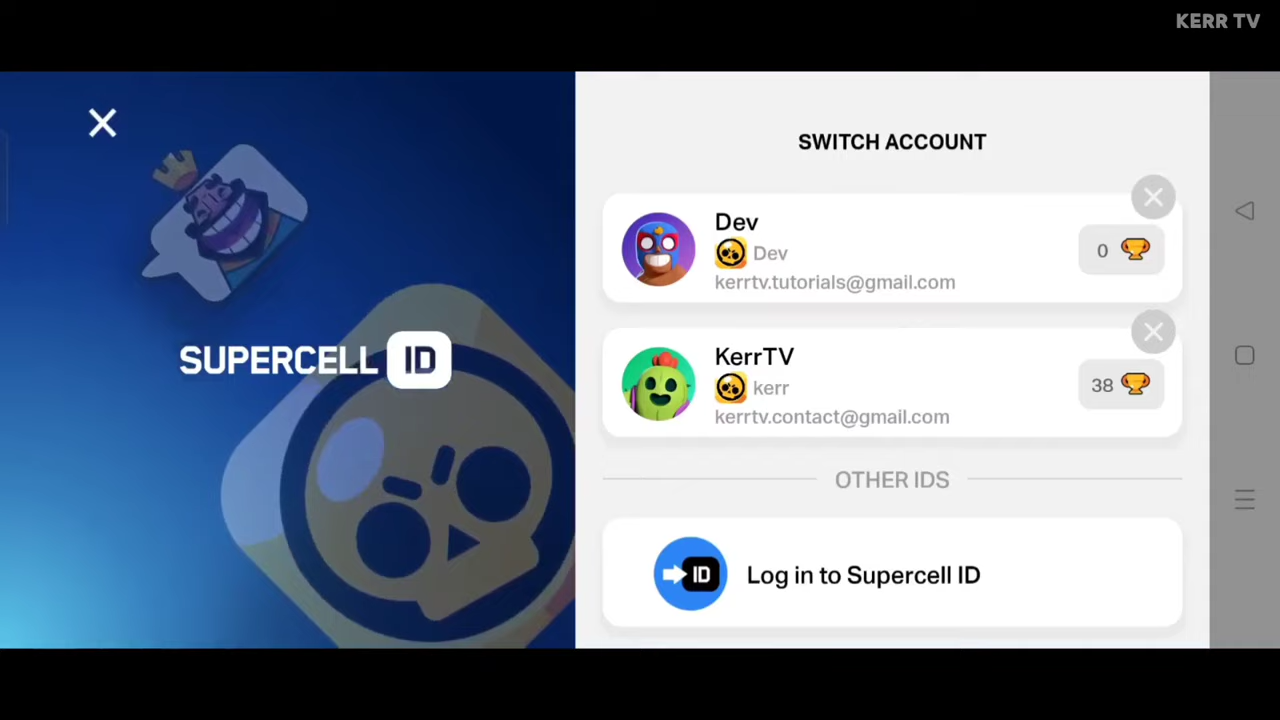 KERR TV
SUPERCELL ID
SWITCH ACCOUNT
Dev
Dev
kerrtv.tutorials@gmail.com
0
KerrTV
kerr
kerrtv.contact@gmail.com
38
OTHER IDS
ID
Log in to Supercell ID